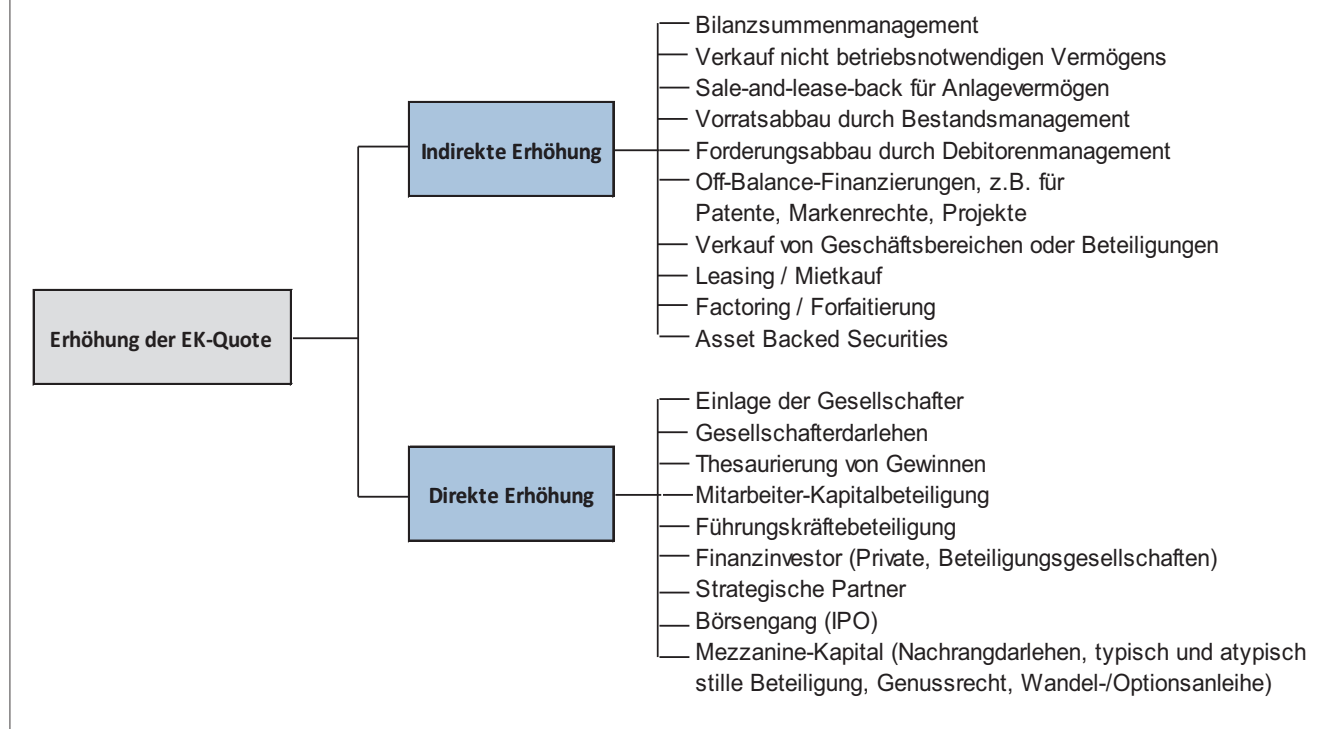 Erhöhung der EK-Quote
Indirekte Erhöhung
Bilanzsummenmanagement
Verkauf nicht betriebsnotwendigen Vermögens
Sale-and-lease-back für Anlagevermögen
Vorratsabbau durch Bestandsmanagement
Forderungsabbau durch Debitorenmanagement
Off-Balance-Finanzierungen, z.B. für
Patente, Markenrechte, Projekte
Verkauf von Geschäftsbereichen oder Beteiligungen
Leasing / Mietkauf
Factoring / Forfaitierung
Asset Backed Securities
Direkte Erhöhung
Einlage der Gesellschafter
Gesellschafterdarlehen
Thesaurierung von Gewinnen
Mitarbeiter-Kapitalbeteiligung
Führungskräftebeteiligung
Finanzinvestor (Private, Beteiligungsgesellschaften)
Strategische Partner
Börsengang (IPO)
Mezzanine-Kapital (Nachrangdarlehen, typisch und atypisch
stille Beteiligung, Genussrecht, Wandel-/Optionsanleihe)